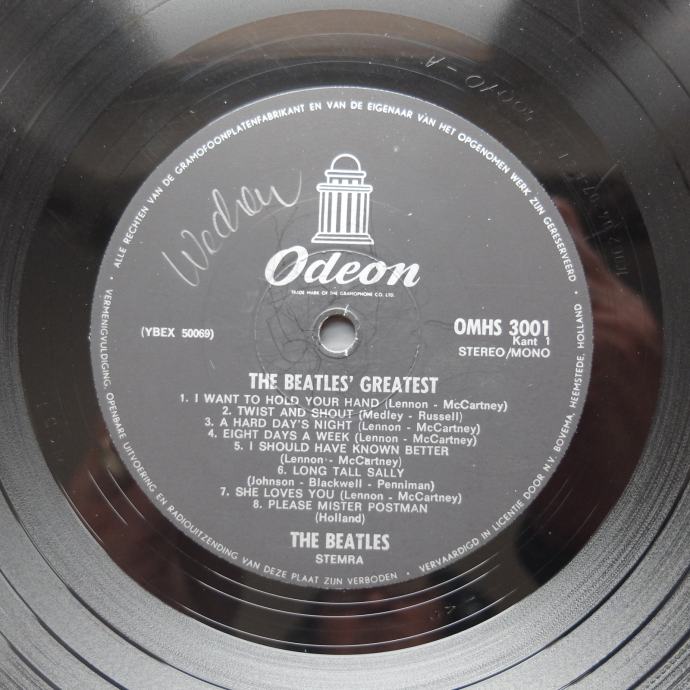 ALLE RECHTEN VAN DE GRAMOFOONPLATENFABRIKANT EN VAN DE EIGENAAR VAN HET OPGENOMEN WERK ZIJN GERESERVEERD •
Odeon
TRADE MARK OF THE GRAMOPHONE CO. LTD.
(YBEX 50069)
OMHS 3001
Kant 1
STEREO/MONO
THE BEATLES' GREATEST
1. I WANT TO HOLD YOUR HAND (Lennon - McCartney)
2. TWIST AND SHOUT (Medley - Russell)
3. A HARD DAY'S NIGHT (Lennon - McCartney)
4. EIGHT DAYS A WEEK (Lennon - McCartney)
5. I SHOULD HAVE KNOWN BETTER
(Lennon - McCartney)
6. LONG TALL SALLY
(Johnson - Blackwell - Penniman)
7. SHE LOVES YOU (Lennon - McCartney)
8. PLEASE MISTER POSTMAN
(Holland)
THE BEATLES
STEMRA
VERMENIGVULDIGING, OPENBARE UITVOERING EN RADIOUITZENDING VAN DEZE PLAAT ZIJN VERBODEN • VERVAARDIGD IN LICENTIE DOOR N.V. BOVEMA, HEEMSTEDE, HOLLAND •